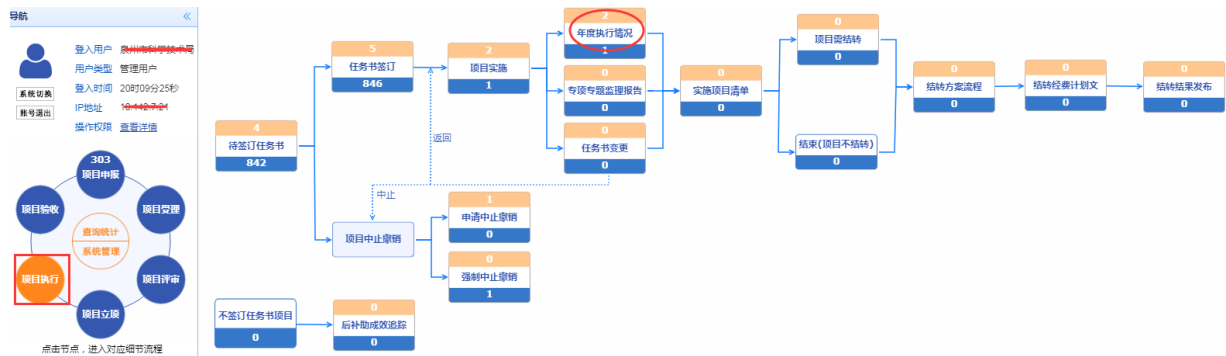 导航
登入用户 泉州市科学技术局
用户类型 管理用户
登入时间 20时09分25秒
IP地址
操作权限 查看详情
系统切换
账号退出
303
项目申报
项目验收
项目受理
查询统计
系统管理
项目执行
项目评审
项目立项
点击节点，进入对应细节流程
4
待签订任务书
842
5
任务书签订
846
2
项目实施
1
2
年度执行情况
1
0
专项专题监理报告
0
0
任务书变更
0
返回
中止
项目中止撤销
1
申请中止撤销
0
0
强制中止撤销
1
不签订任务书项目
0
0
后补助成效追踪
0
0
实施项目清单
0
0
项目需结转
0
结束(项目不结转)
0
0
结转方案流程
0
0
结转经费计划文
0
0
结转结果发布
0